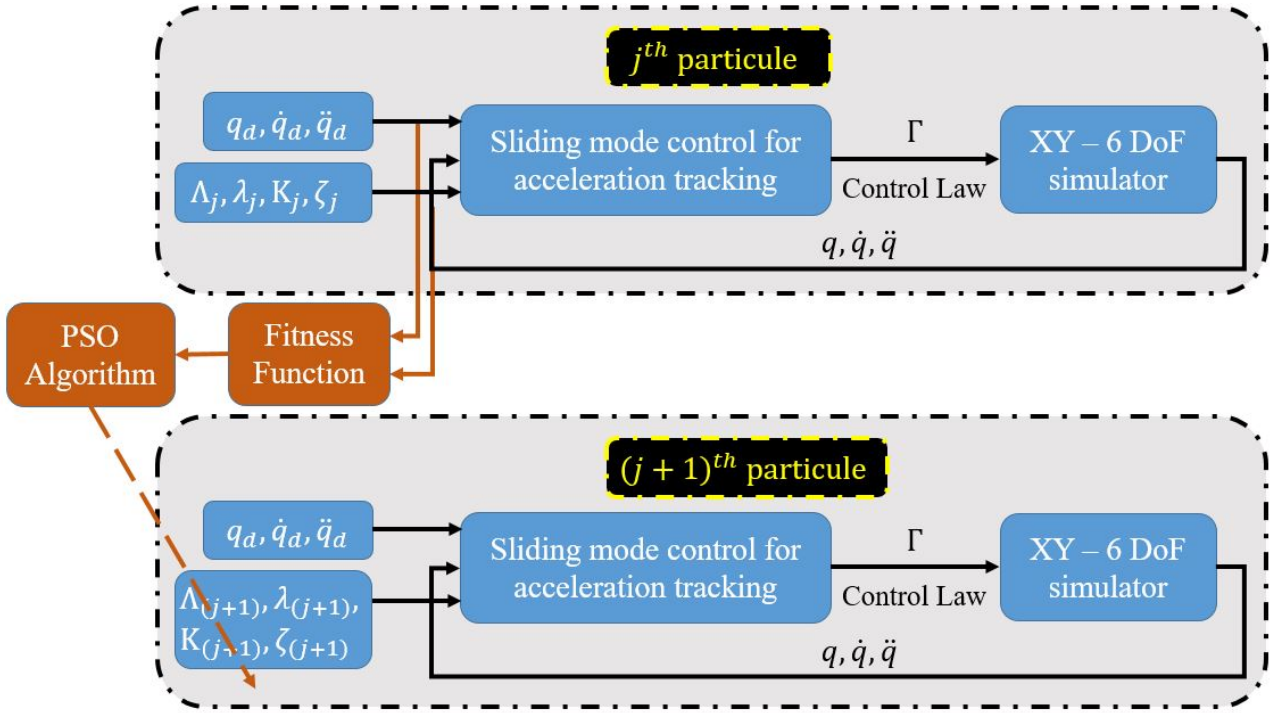 j^{th} particule
q_d, q̇_d, q̈_d
Λ_j, λ_j, K_j, ζ_j
Sliding mode control for
acceleration tracking
Γ
Control Law
XY – 6 DoF
simulator
q, q̇, q̈
PSO
Algorithm
Fitness
Function
(j + 1)^{th} particule
q_d, q̇_d, q̈_d
Λ_{(j+1)}, λ_{(j+1)},
K_{(j+1)}, ζ_{(j+1)}
Sliding mode control for
acceleration tracking
Γ
Control Law
XY – 6 DoF
simulator
q, q̇, q̈